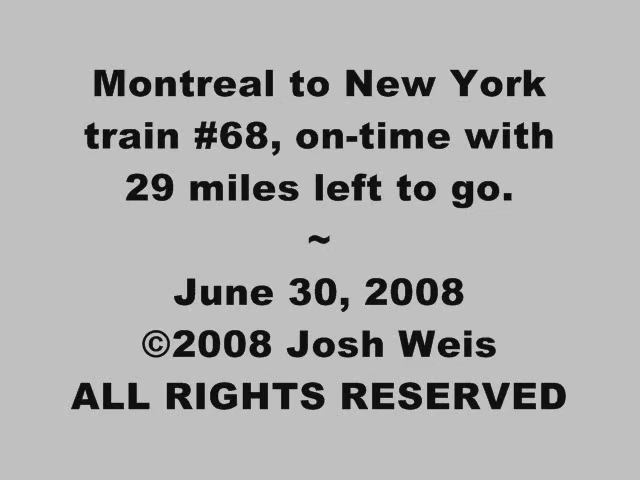 Montreal to New York
train #68, on-time with
29 miles left to go.
~
June 30, 2008
©2008 Josh Weis
ALL RIGHTS RESERVED